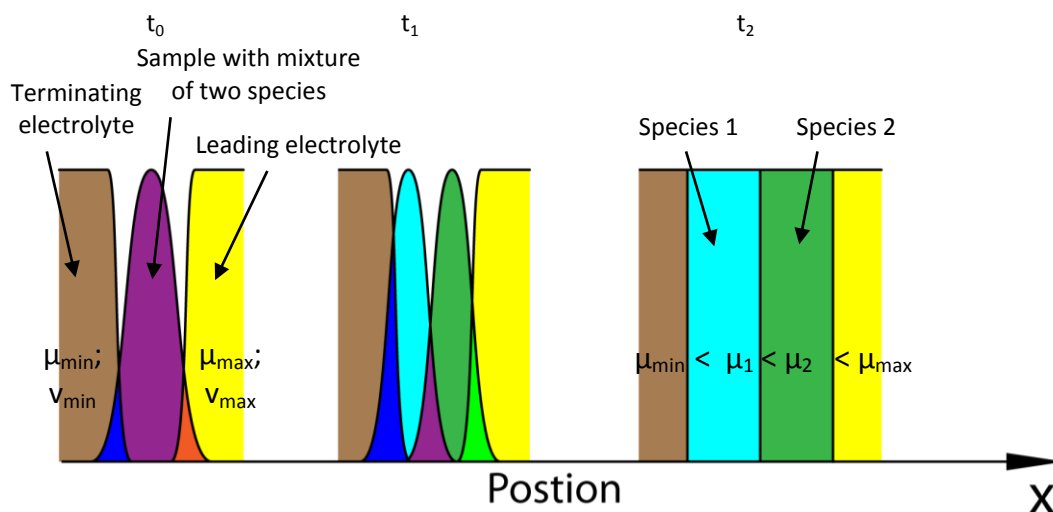 t₀
t₁
t₂
Sample with mixture
of two species
Terminating
electrolyte
Leading electrolyte
Species 1
Species 2
μmin;
vmin
μmax;
vmax
μmin < μ₁ < μ₂ < μmax
Postion
X